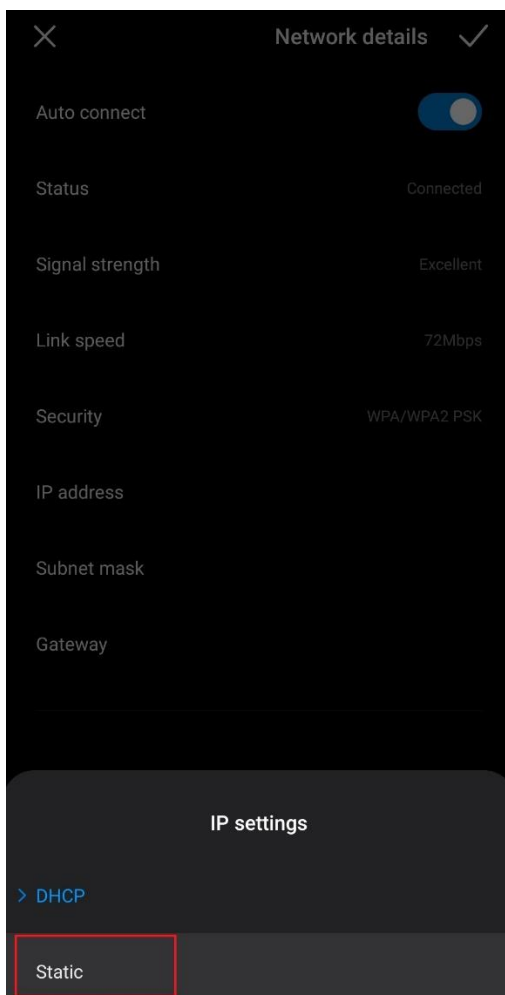 Network details
Auto connect
Status Connected
Signal strength Excellent
Link speed 72Mbps
Security WPA/WPA2 PSK
IP address
Subnet mask
Gateway
IP settings
DHCP
Static